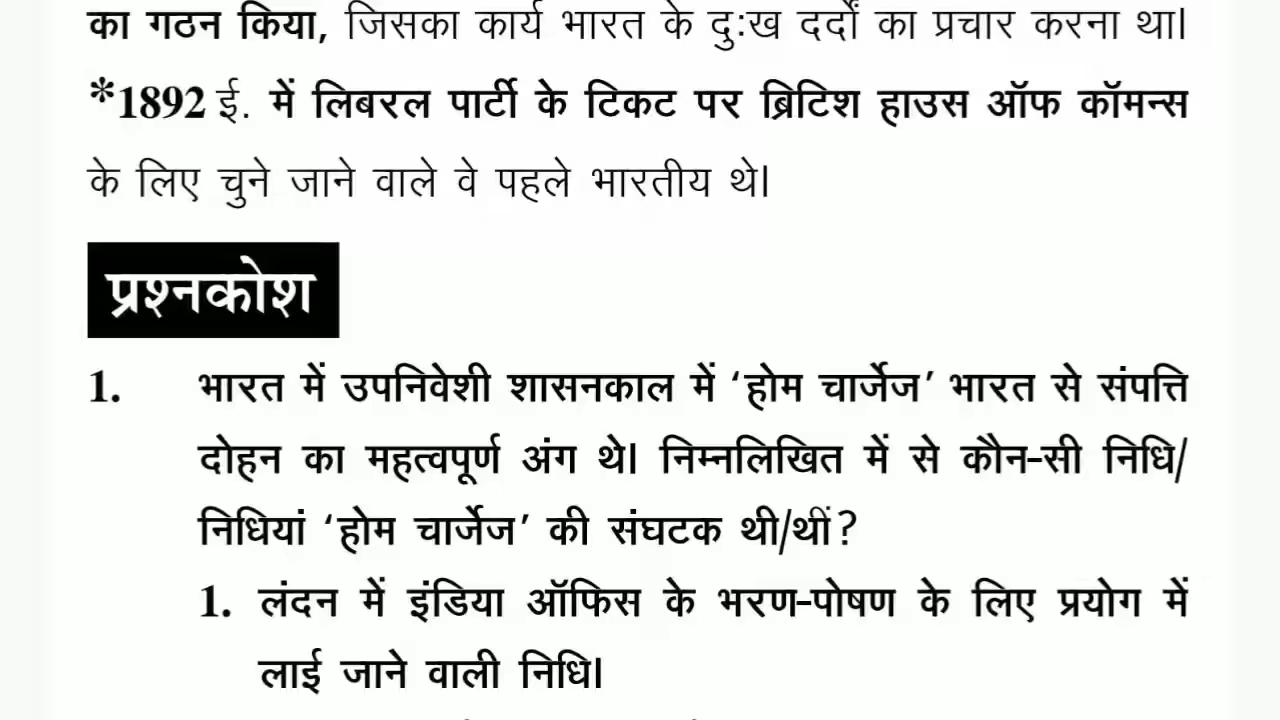 का गठन किया, जिसका कार्य भारत के दुःख दर्दों का प्रचार करना था।
*1892 ई. में लिबरल पार्टी के टिकट पर ब्रिटिश हाउस ऑफ कॉमन्स
के लिए चुने जाने वाले वे पहले भारतीय थे।
प्रश्नकोश
1. भारत में उपनिवेशी शासनकाल में ‘होम चार्जेज’ भारत से संपत्ति
दोहन का महत्वपूर्ण अंग थे। निम्नलिखित में से कौन-सी निधि/
निधियां ‘होम चार्जेज’ की संघटक थी/थीं?
1. लंदन में इंडिया ऑफिस के भरण-पोषण के लिए प्रयोग में
लाई जाने वाली निधि।